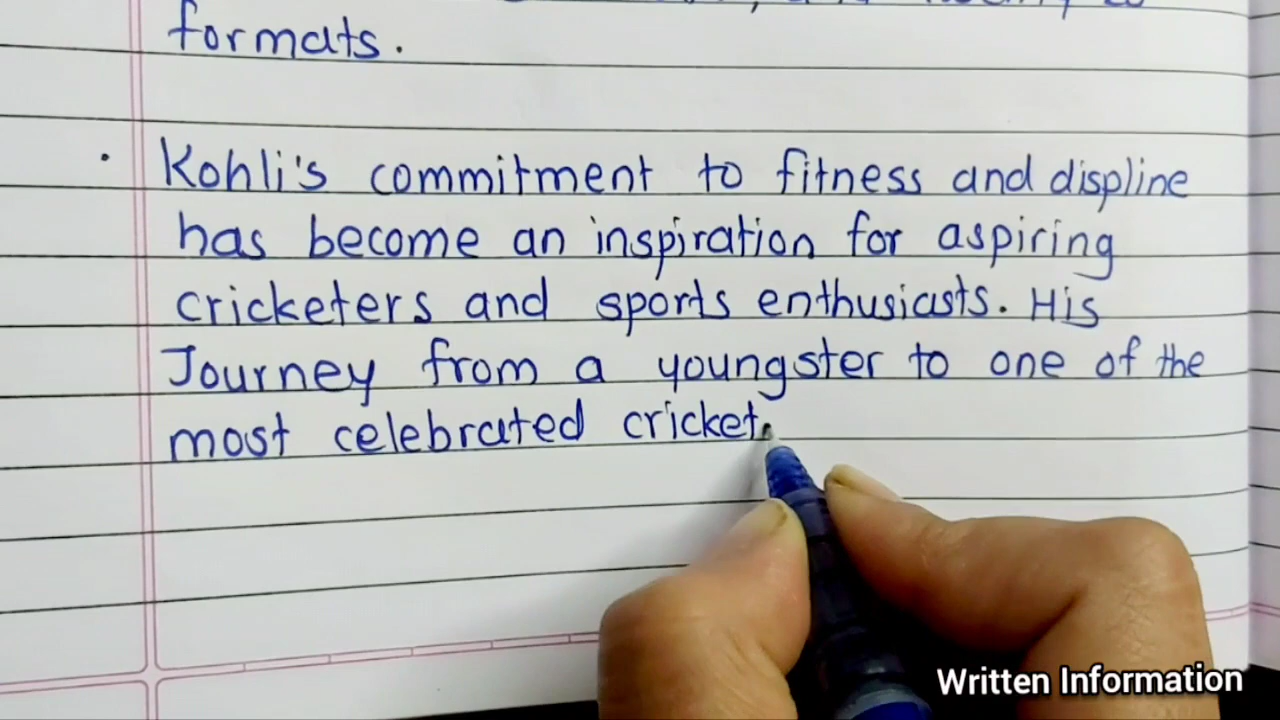 formats.
• Kohli's commitment to fitness and displine
has become an inspiration for aspiring
cricketers and sports enthusiasts. His
Journey from a youngster to one of the
most celebrated cricket
Written Information